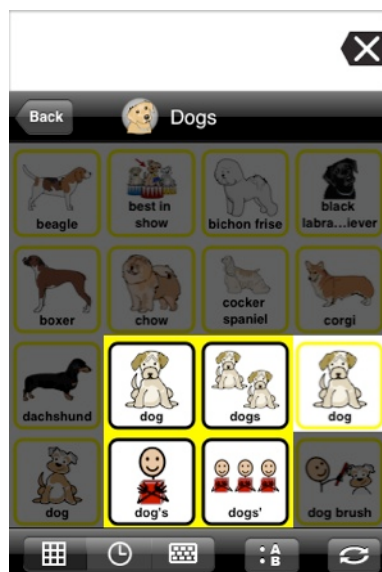 Back
Dogs
beagle
best in
show
bichon frise
black
labra...iever
boxer
chow
cocker
spaniel
corgi
dachshund
dog
dogs
dog
dog
dog's
dogs'
dog brush
A
B